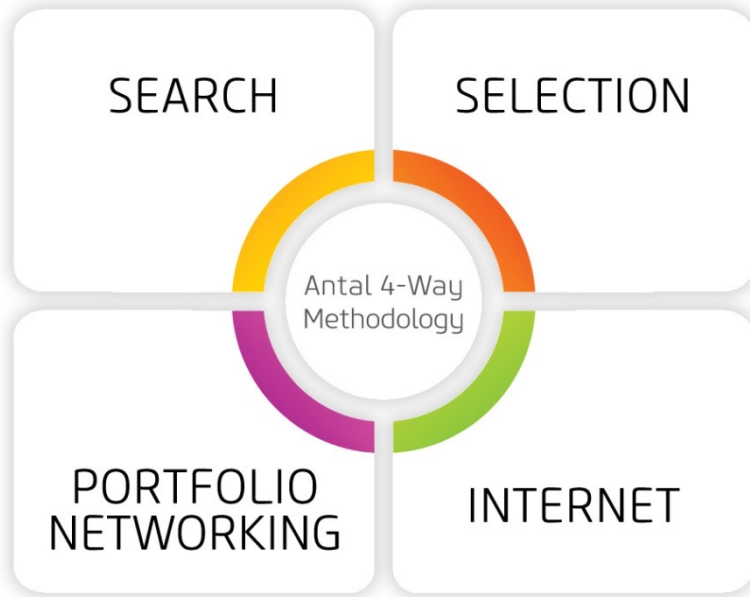 SEARCH
SELECTION
Antal 4-Way
Methodology
PORTFOLIO
NETWORKING
INTERNET